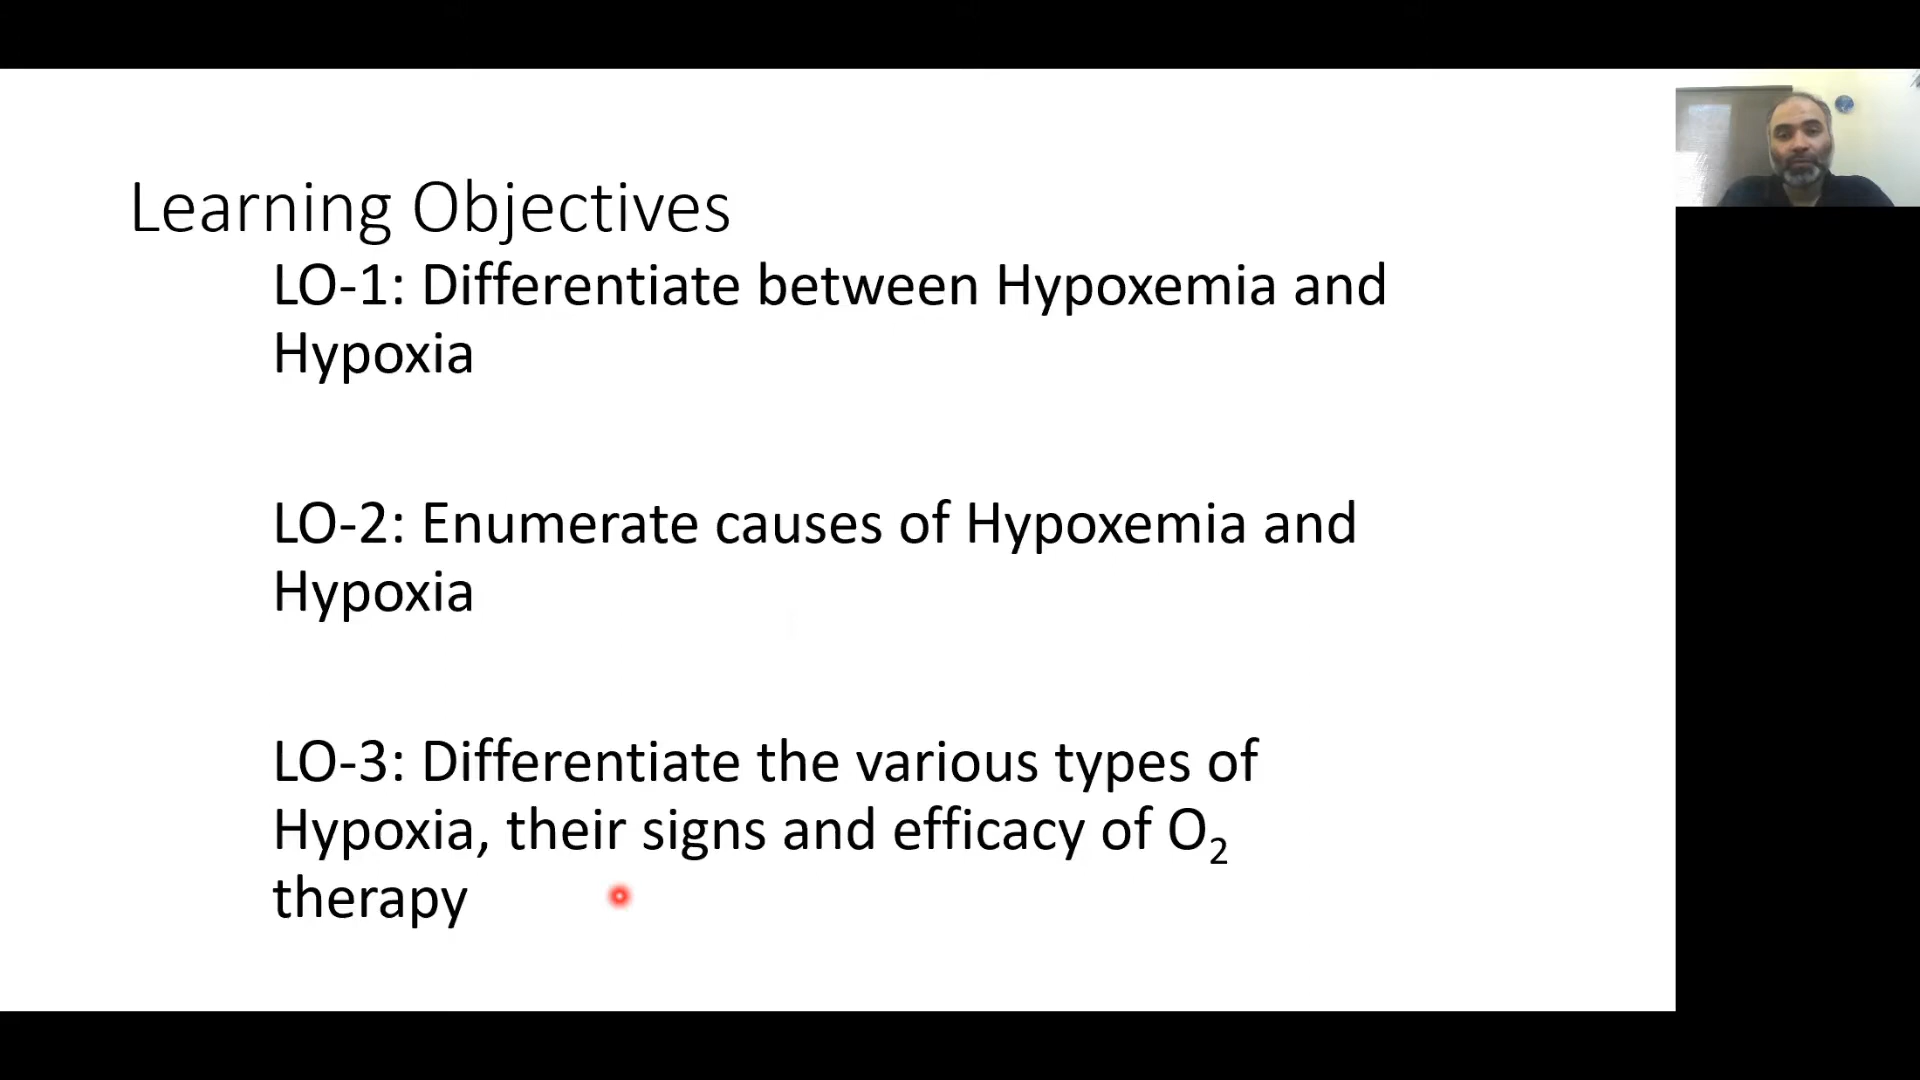 Learning Objectives
LO-1: Differentiate between Hypoxemia and
Hypoxia
LO-2: Enumerate causes of Hypoxemia and
Hypoxia
LO-3: Differentiate the various types of
Hypoxia, their signs and efficacy of O₂
therapy